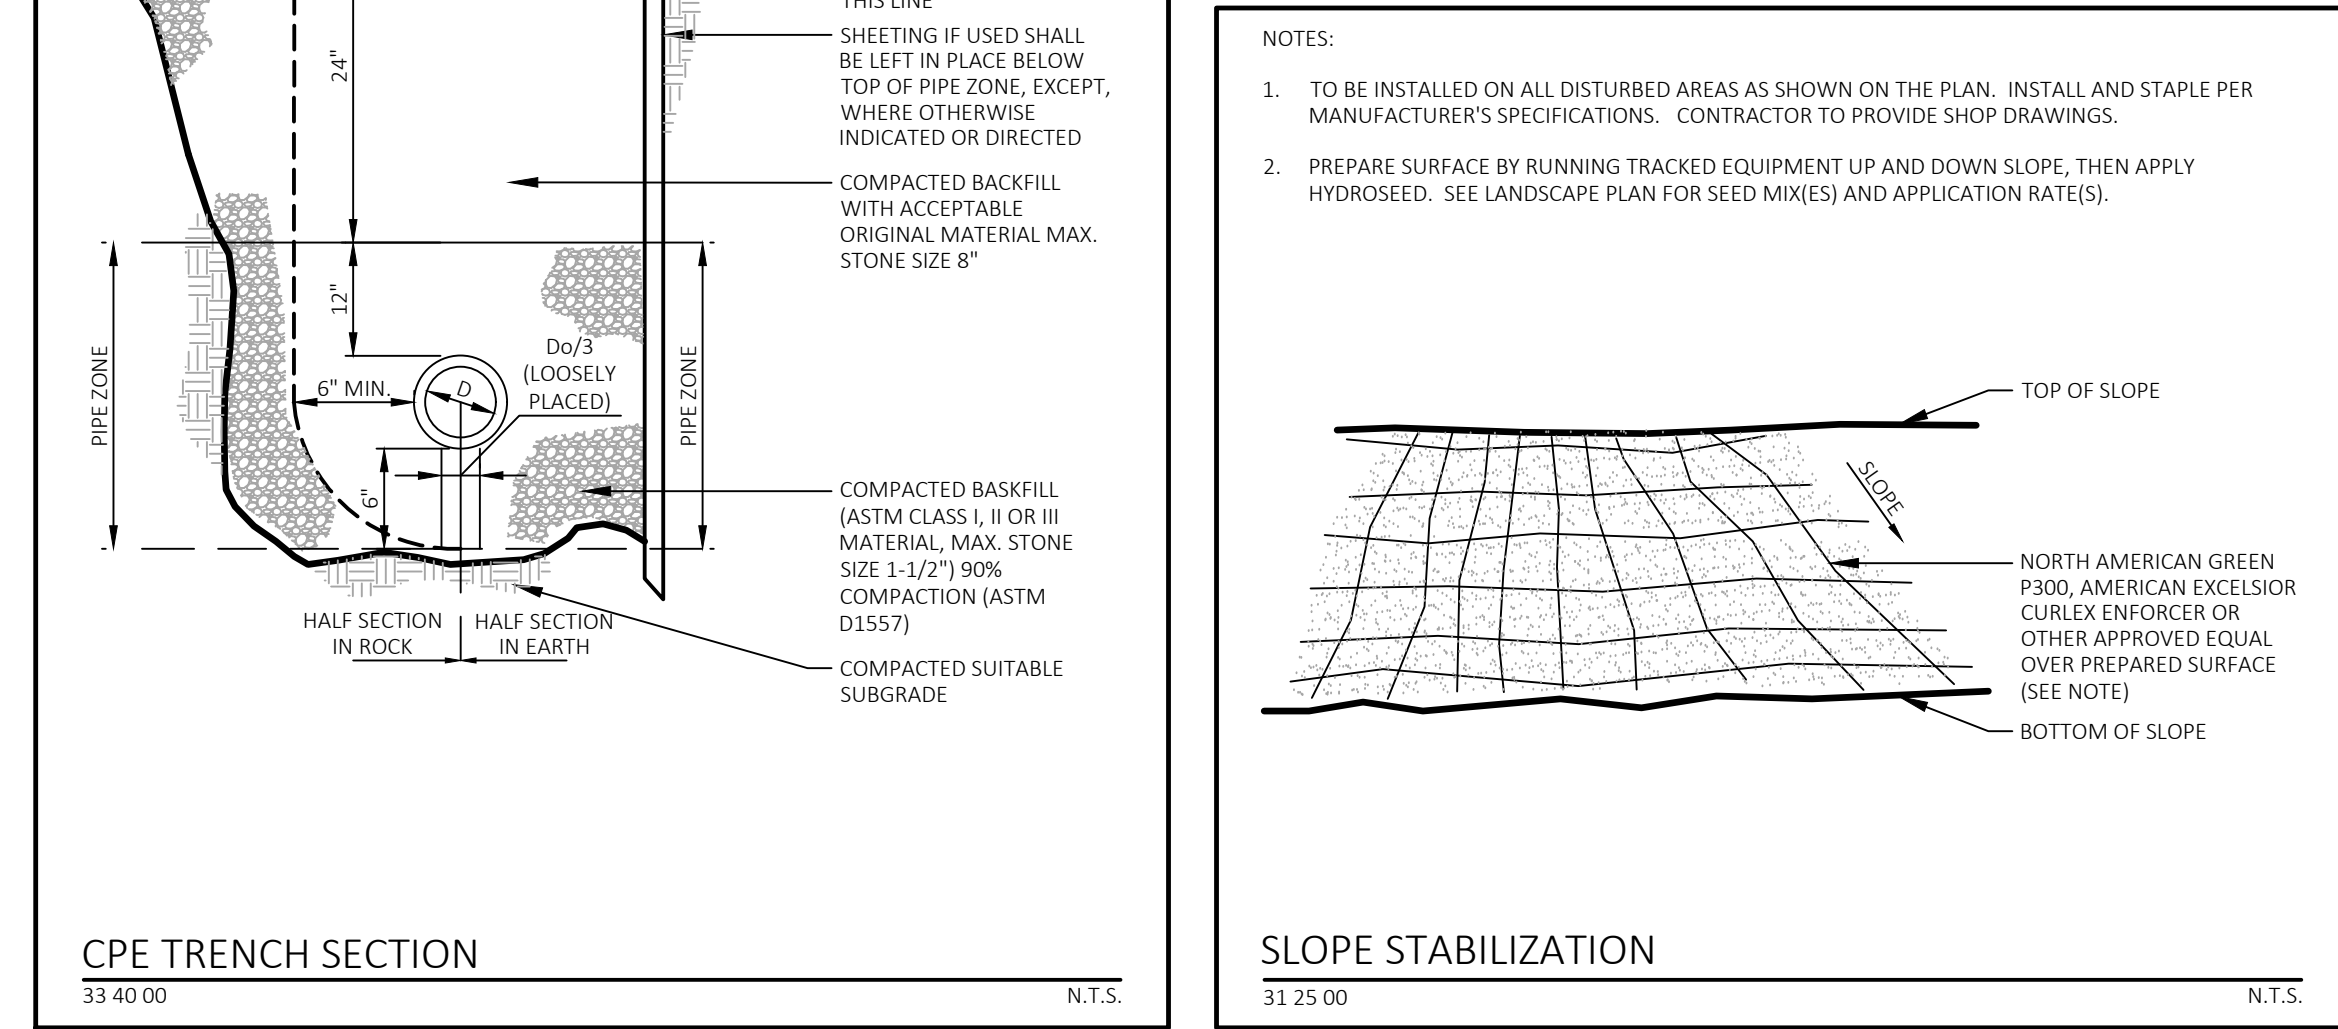 THIS LINE
SHEETING IF USED SHALL
BE LEFT IN PLACE BELOW
TOP OF PIPE ZONE, EXCEPT,
WHERE OTHERWISE
INDICATED OR DIRECTED
24"
COMPACTED BACKFILL
WITH ACCEPTABLE
ORIGINAL MATERIAL MAX.
STONE SIZE 8"
12"
PIPE ZONE
6" MIN.
D
Do/3
(LOOSELY
PLACED)
PIPE ZONE
6"
COMPACTED BASKFILL
(ASTM CLASS I, II OR III
MATERIAL, MAX. STONE
SIZE 1-1/2") 90%
COMPACTION (ASTM
D1557)
HALF SECTION
IN ROCK
HALF SECTION
IN EARTH
COMPACTED SUITABLE
SUBGRADE
CPE TRENCH SECTION
33 40 00
N.T.S.
NOTES:
1. TO BE INSTALLED ON ALL DISTURBED AREAS AS SHOWN ON THE PLAN. INSTALL AND STAPLE PER
MANUFACTURER'S SPECIFICATIONS. CONTRACTOR TO PROVIDE SHOP DRAWINGS.
2. PREPARE SURFACE BY RUNNING TRACKED EQUIPMENT UP AND DOWN SLOPE, THEN APPLY
HYDROSEED. SEE LANDSCAPE PLAN FOR SEED MIX(ES) AND APPLICATION RATE(S).
TOP OF SLOPE
SLOPE
NORTH AMERICAN GREEN
P300, AMERICAN EXCELSIOR
CURLEX ENFORCER OR
OTHER APPROVED EQUAL
OVER PREPARED SURFACE
(SEE NOTE)
BOTTOM OF SLOPE
SLOPE STABILIZATION
31 25 00
N.T.S.